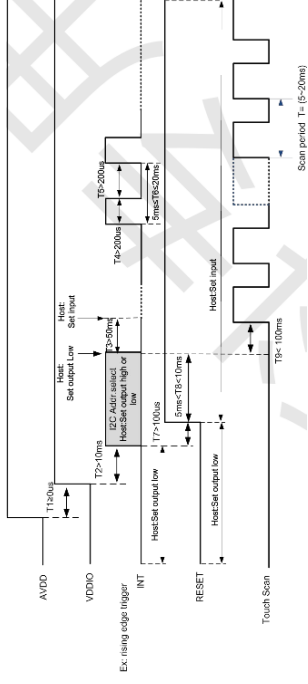 AVDD
T1≥0us
VDDIO
T2>10ms
Ex: rising edge trigger
INT
Host:Set output low
I2C Addr.select
Host:Set output high or
low
Host:
Set output Low
T3>50ms
Host:
Set input
T4>200us
T5>200us
5ms≤T6≤20ms
RESET
Host:Set output low
T7>100us
5ms<T8<10ms
Host:Set input
Touch Scan
T9< 100ms
Scan period T= (5~20ms)